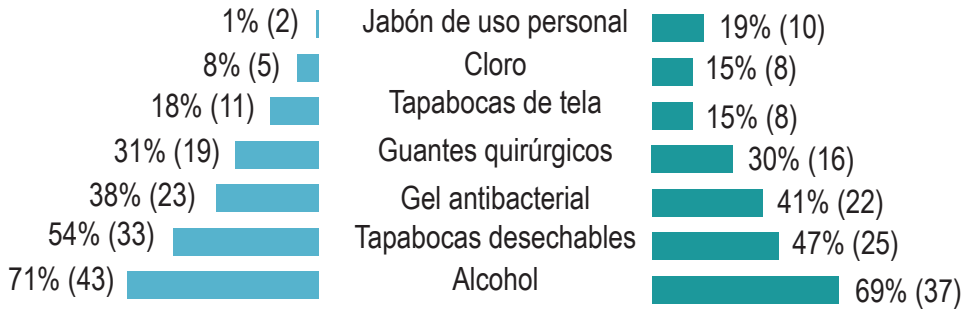 1% (2) Jabón de uso personal 19% (10)
8% (5) Cloro 15% (8)
18% (11) Tapabocas de tela 15% (8)
31% (19) Guantes quirúrgicos 30% (16)
38% (23) Gel antibacterial 41% (22)
54% (33) Tapabocas desechables 47% (25)
71% (43) Alcohol 69% (37)